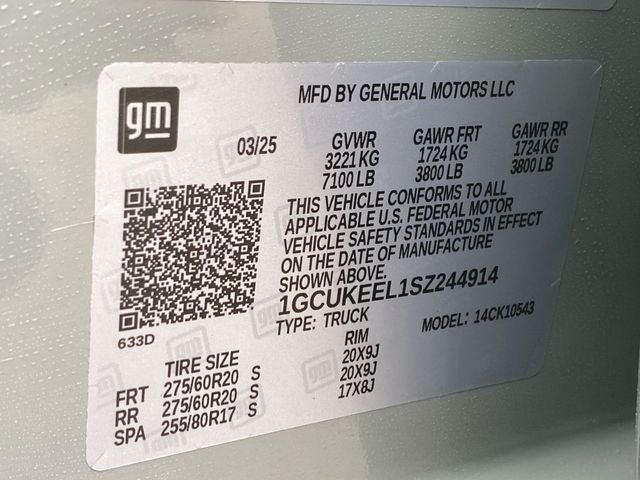 gm
MFD BY GENERAL MOTORS LLC
03/25
GVWR GAWR FRT GAWR RR
3221 KG 1724 KG 1724 KG
7100 LB 3800 LB 3800 LB
THIS VEHICLE CONFORMS TO ALL
APPLICABLE U.S. FEDERAL MOTOR
VEHICLE SAFETY STANDARDS IN EFFECT
ON THE DATE OF MANUFACTURE
SHOWN ABOVE.
1GCUKEEL1SZ244914
TYPE: TRUCK MODEL: 14CK10543
633D
TIRE SIZE RIM
FRT 275/60R20 S 20X9J
RR 275/60R20 S 20X9J
SPA 255/80R17 S 17X8J